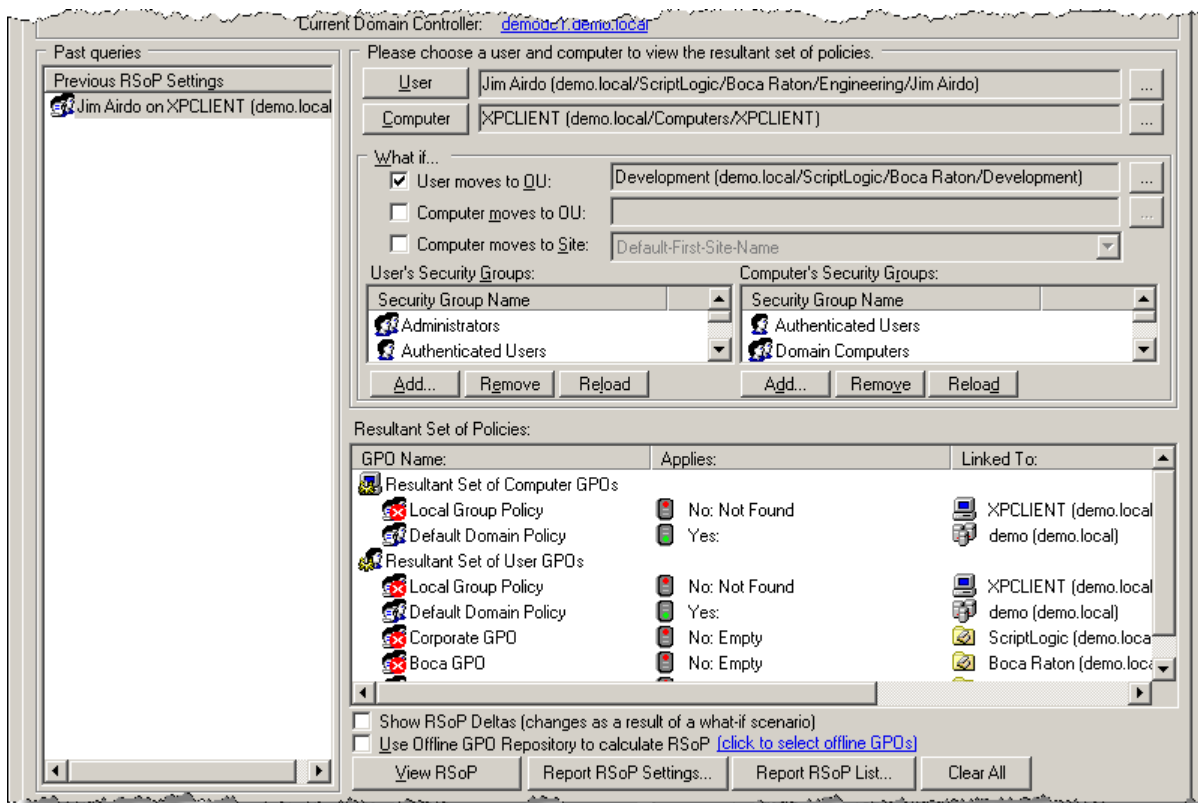 Current Domain Controller: demodc1.demo.local
Past queries
Previous RSoP Settings
Jim Airdo on XPCLIENT (demo.local
Please choose a user and computer to view the resultant set of policies.
User Jim Airdo (demo.local/ScriptLogic/Boca Raton/Engineering/Jim Airdo) ...
Computer XPCLIENT (demo.local/Computers/XPCLIENT) ...
What if...
User moves to OU: Development (demo.local/ScriptLogic/Boca Raton/Development) ...
Computer moves to OU: ...
Computer moves to Site: Default-First-Site-Name
User's Security Groups: Computer's Security Groups:
Security Group Name Security Group Name
Administrators Authenticated Users
Authenticated Users Domain Computers
Add... Remove Reload Add... Remove Reload
Resultant Set of Policies:
GPO Name: Applies: Linked To:
Resultant Set of Computer GPOs
Local Group Policy No: Not Found XPCLIENT (demo.local
Default Domain Policy Yes: demo (demo.local)
Resultant Set of User GPOs
Local Group Policy No: Not Found XPCLIENT (demo.local
Default Domain Policy Yes: demo (demo.local)
Corporate GPO No: Empty ScriptLogic (demo.loca
Boca GPO No: Empty Boca Raton (demo.loca
Show RSoP Deltas (changes as a result of a what-if scenario)
Use Offline GPO Repository to calculate RSoP (click to select offline GPOs)
View RSoP Report RSoP Settings... Report RSoP List... Clear All